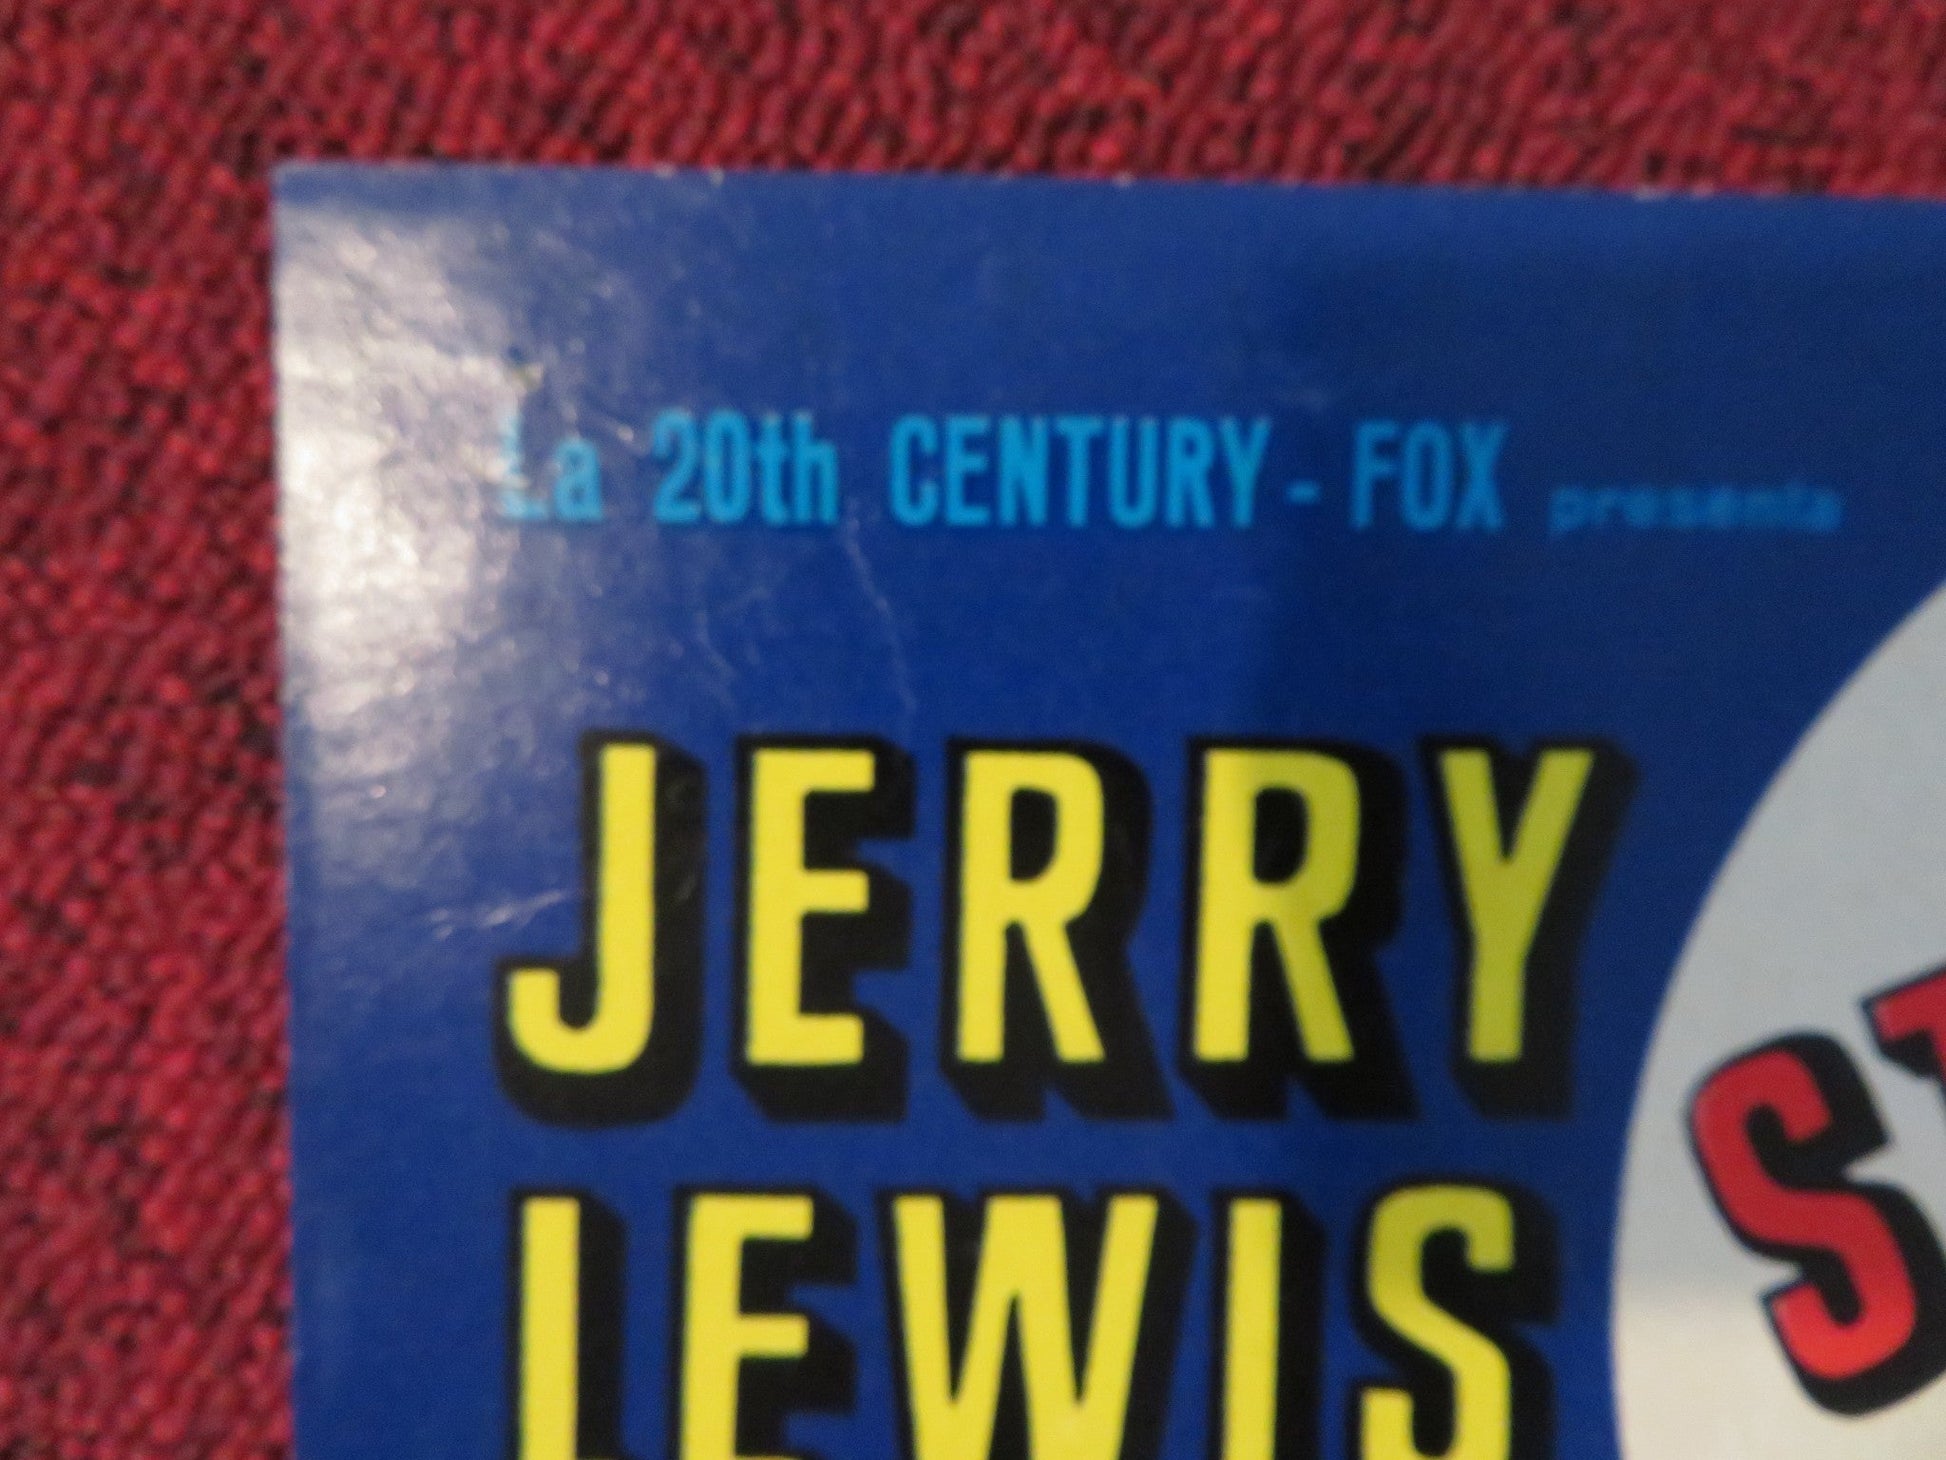 La 20th CENTURY - FOX presenta
JERRY
LEWIS